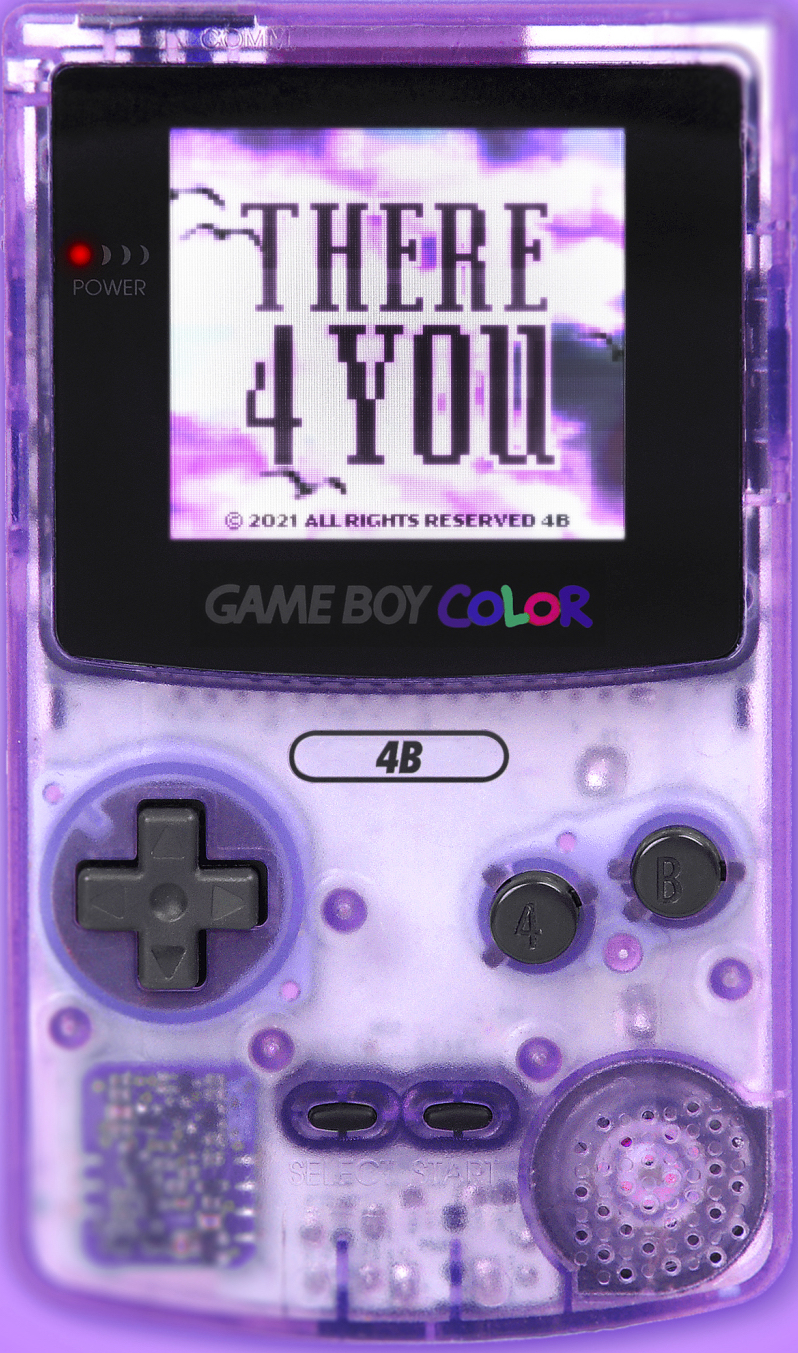 COMM
THERE
POWER
4 YOU
© 2021 ALL RIGHTS RESERVED 4B
GAME BOY COLOR
4B
B
4
SELECT START